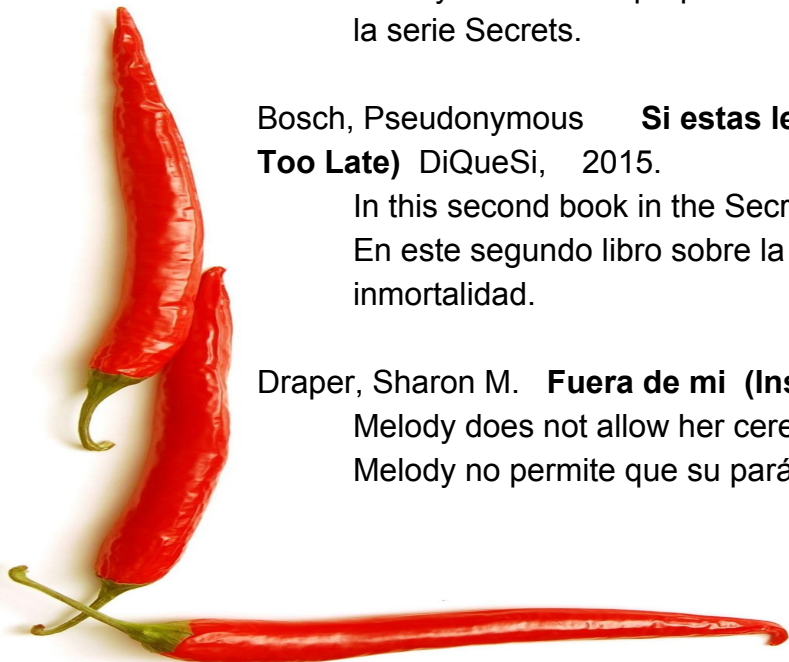 la serie Secrets.
Bosch, Pseudonymous Si estas le
Too Late) DiQueSi, 2015.
In this second book in the Secr
En este segundo libro sobre la
inmortalidad.
Draper, Sharon M. Fuera de mi (Ins
Melody does not allow her cere
Melody no permite que su pará